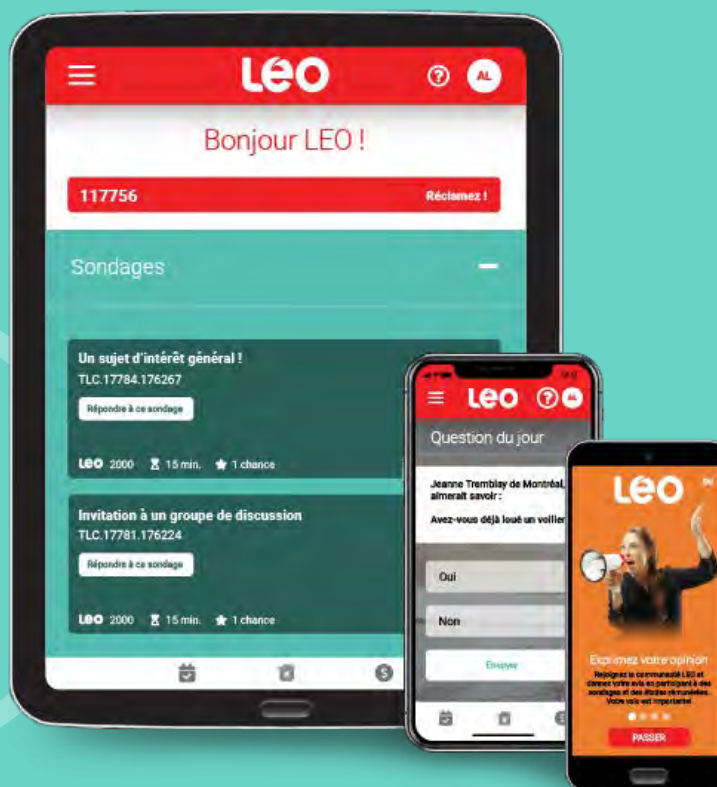 LEO
AL
Bonjour LEO !
117756
Réclamez !
Sondages
Un sujet d'intérêt général !
TLC.17784.176267
Répondre à ce sondage
LEO 2000 15 min. 1 chance
Invitation à un groupe de discussion
TLC.17781.176224
Répondre à ce sondage
LEO 2000 15 min. 1 chance
LEO
AL
Question du jour
Jeanne Tremblay de Montréal,
aimerait savoir :
Avez-vous déjà loué un voilier
Oui
Non
Envoyer
LEO
Exprimez votre opinion
Rejoignez la communauté LEO et
donnez votre avis en participant à des
sondages et des études rémunérées.
Votre voix est importante!
PASSER